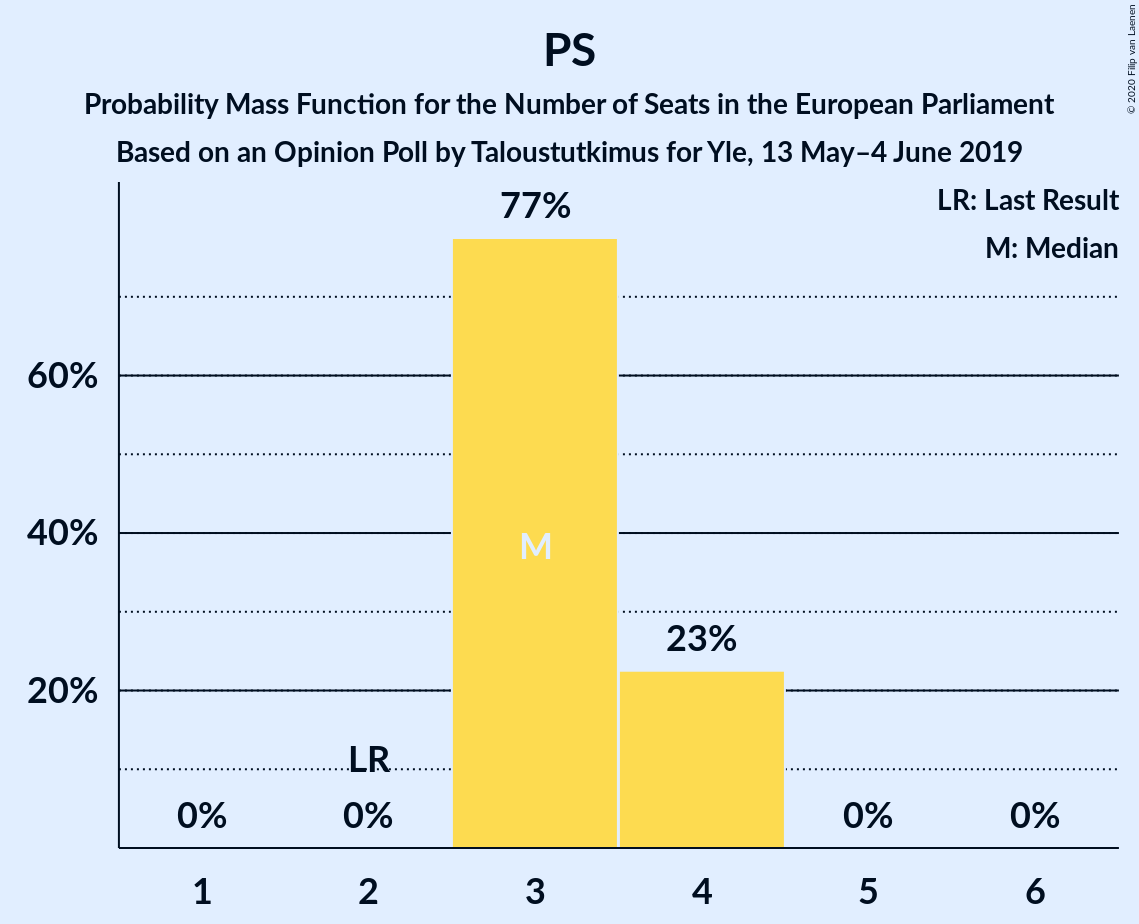 PS
Probability Mass Function for the Number of Seats in the European Parliament
Based on an Opinion Poll by Taloustutkimus for Yle, 13 May–4 June 2019
© 2020 Filip van Laenen
LR: Last Result
M: Median
77%
60%
40%
M
23%
20%
LR
0% 0% 0% 0%
1 2 3 4 5 6